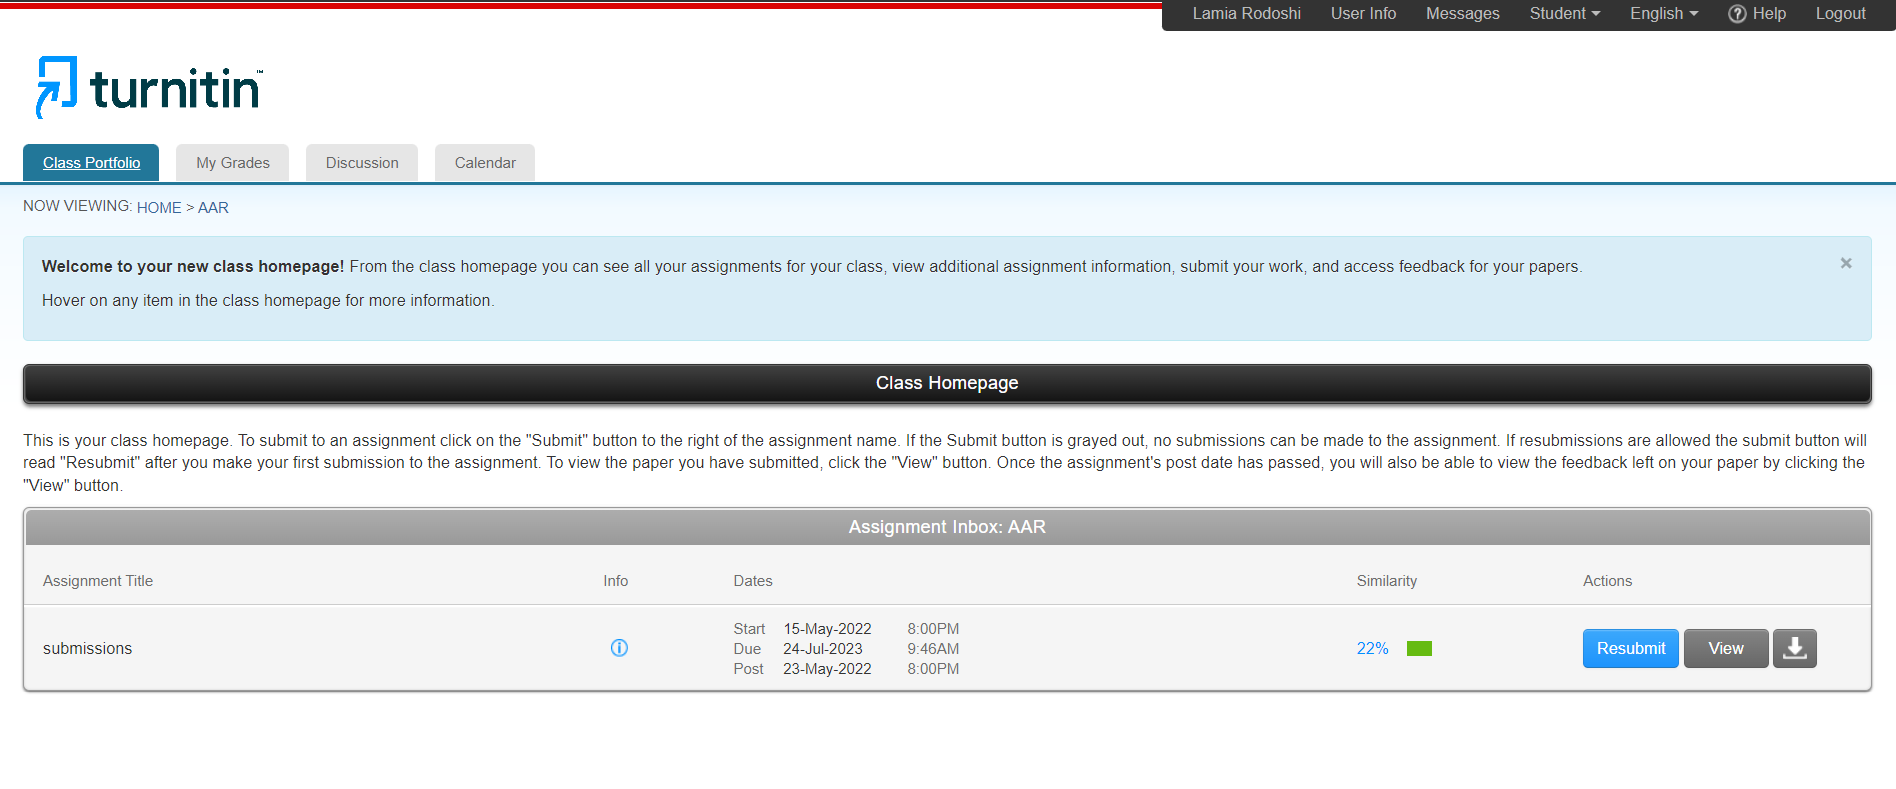 Lamia Rodoshi User Info Messages Student English Help Logout
turnitin™
Class Portfolio My Grades Discussion Calendar
NOW VIEWING: HOME > AAR
Welcome to your new class homepage! From the class homepage you can see all your assignments for your class, view additional assignment information, submit your work, and access feedback for your papers.
Hover on any item in the class homepage for more information.
Class Homepage
This is your class homepage. To submit to an assignment click on the "Submit" button to the right of the assignment name. If the Submit button is grayed out, no submissions can be made to the assignment. If resubmissions are allowed the submit button will
read "Resubmit" after you make your first submission to the assignment. To view the paper you have submitted, click the "View" button. Once the assignment's post date has passed, you will also be able to view the feedback left on your paper by clicking the
"View" button.
Assignment Inbox: AAR
Assignment Title Info Dates Similarity Actions
Start 15-May-2022 8:00PM
submissions Due 24-Jul-2023 9:46AM 22% Resubmit View
Post 23-May-2022 8:00PM